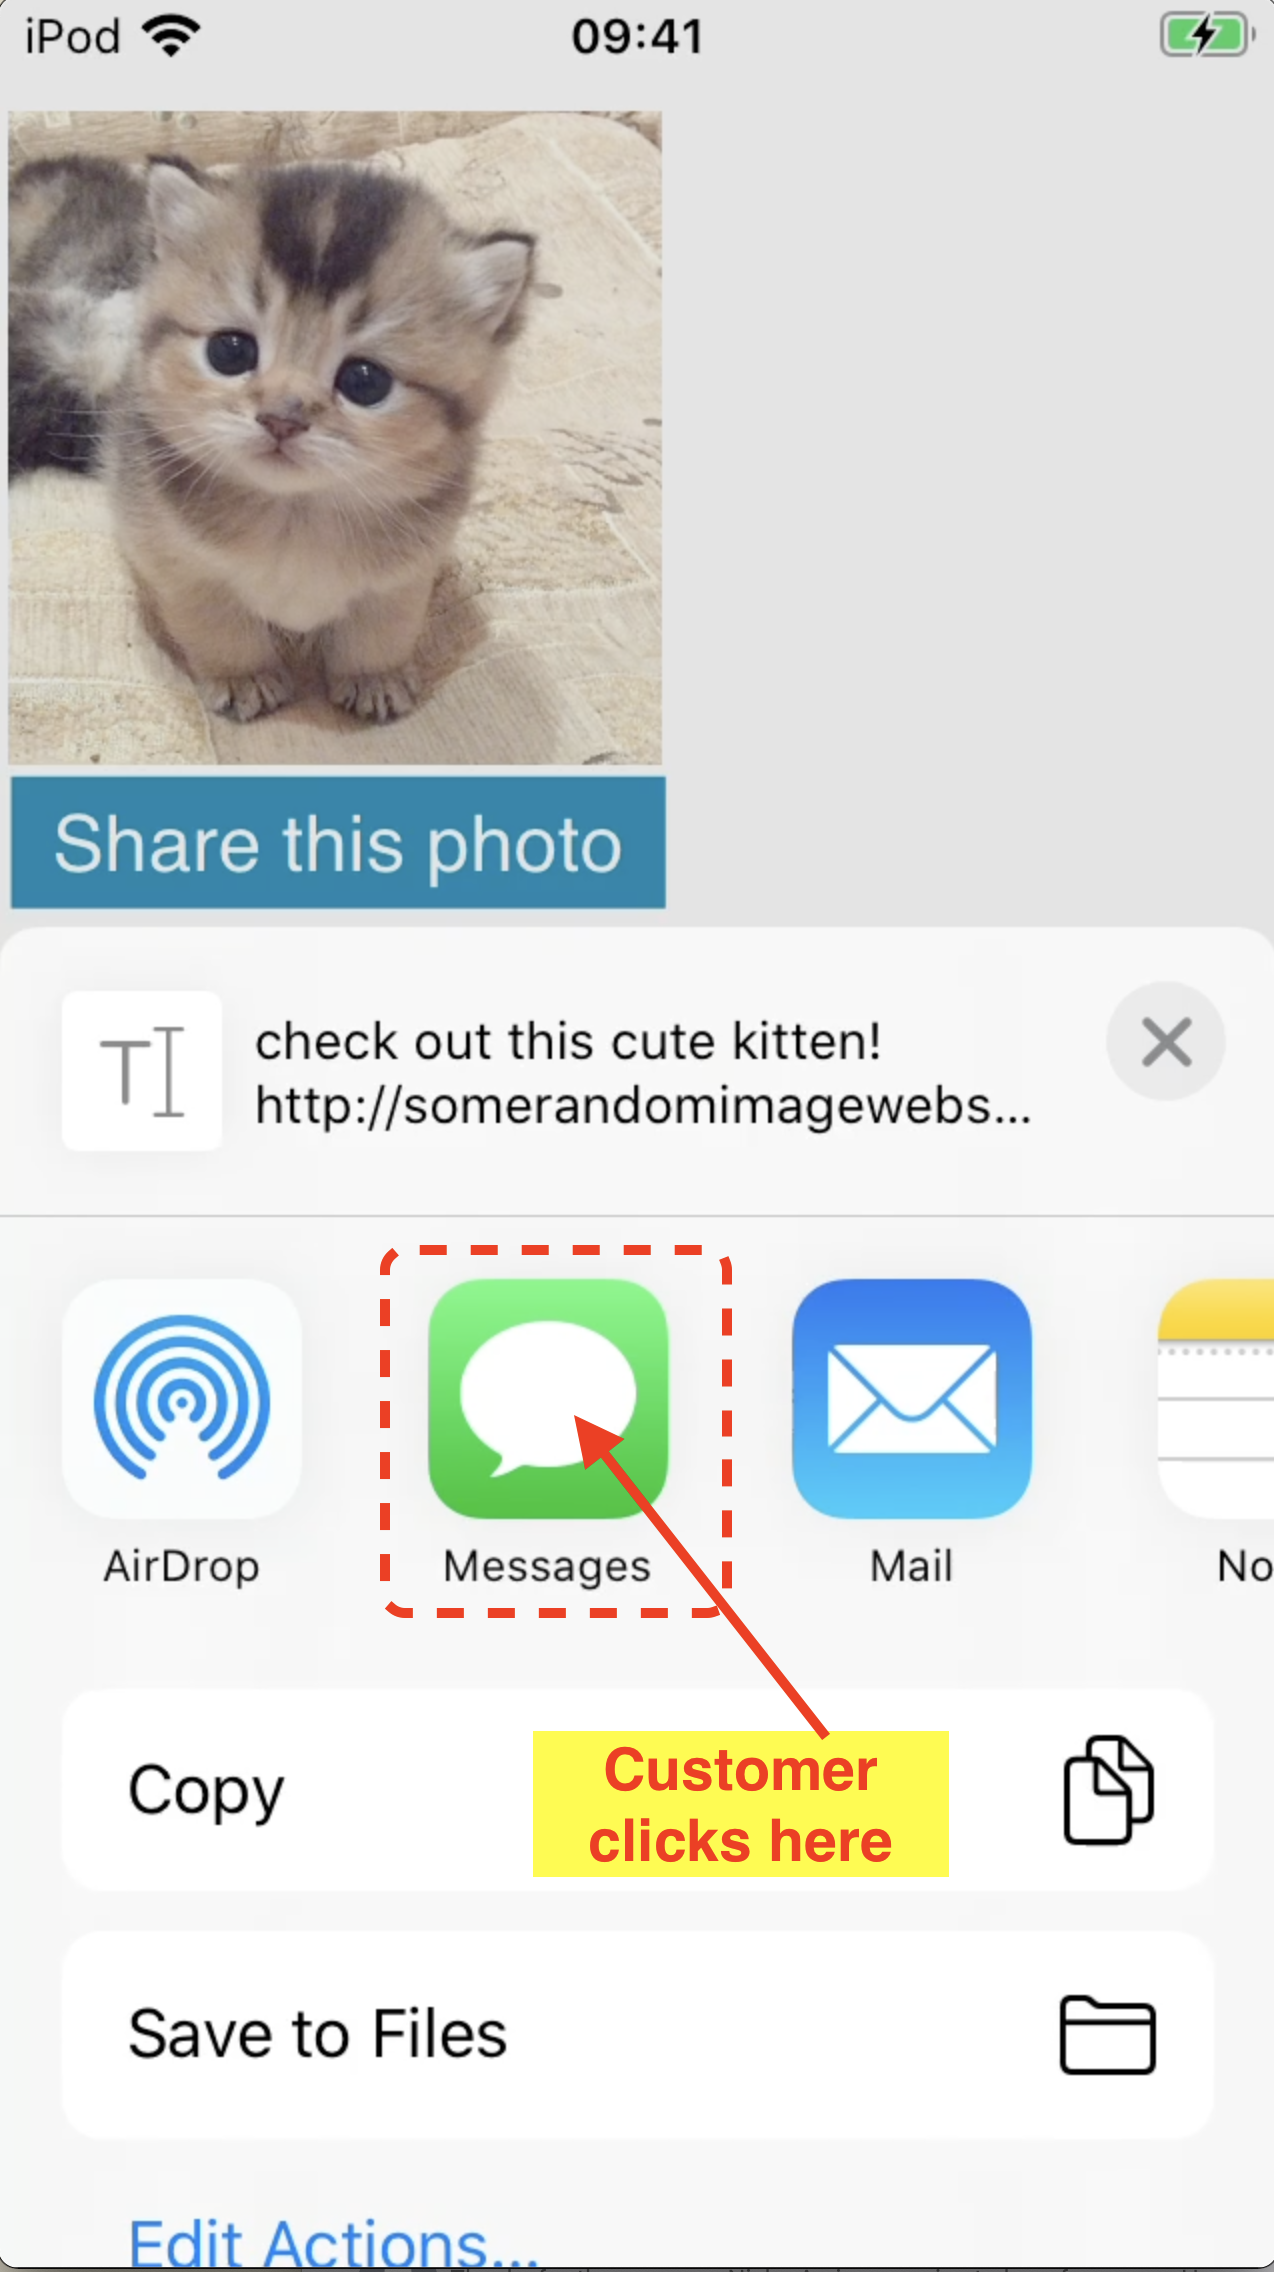 iPod
09:41
Share this photo
check out this cute kitten!
http://somerandomimagewebs...
AirDrop
Messages
Mail
No
Customer
clicks here
Copy
Save to Files
Edit Actions...